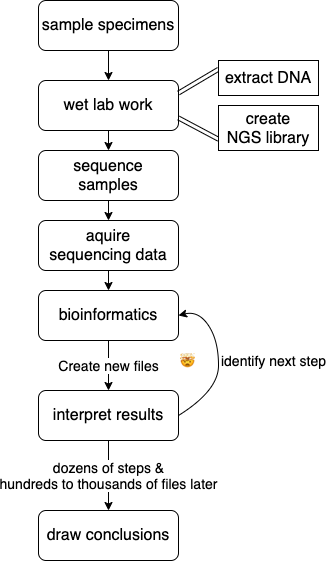 sample specimens
wet lab work
extract DNA
create
NGS library
sequence
samples
aquire
sequencing data
bioinformatics
Create new files
identify next step
interpret results
dozens of steps &
hundreds to thousands of files later
draw conclusions